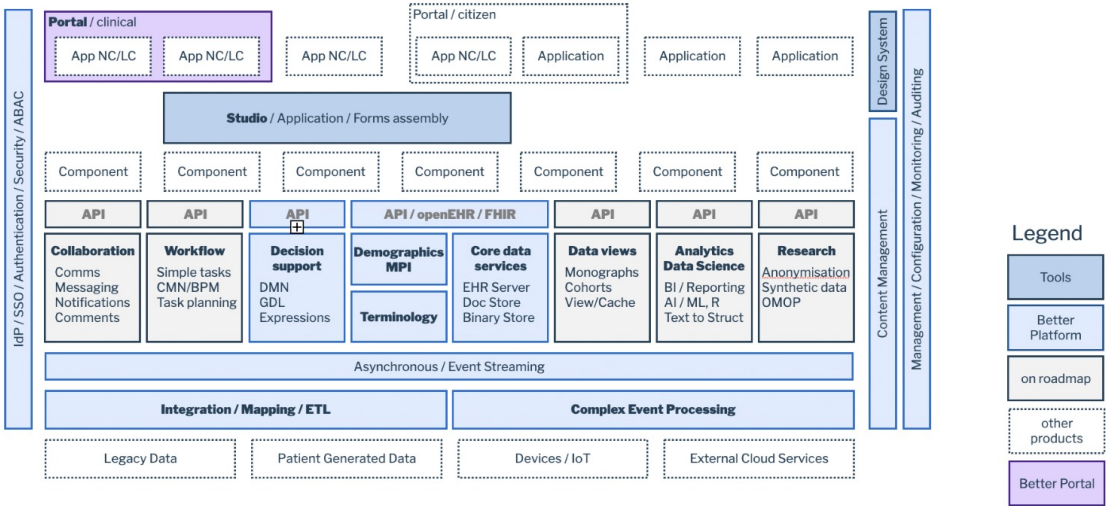 IdP / SSO / Authentication / Security / ABAC
Portal / clinical
App NC/LC
App NC/LC
App NC/LC
Portal / citizen
App NC/LC
Application
Application
Application
Studio / Application / Forms assembly
Component
Component
Component
Component
Component
Component
Component
API
API
API
API / openEHR / FHIR
API
API
API
Collaboration
Comms
Messaging
Notifications
Comments
Workflow
Simple tasks
CMN/BPM
Task planning
Decision
support
DMN
GDL
Expressions
Demographics
MPI
Terminology
Core data
services
EHR Server
Doc Store
Binary Store
Data views
Monographs
Cohorts
View/Cache
Analytics
Data Science
BI / Reporting
AI / ML, R
Text to Struct
Research
Anonymisation
Synthetic data
OMOP
Asynchronous / Event Streaming
Integration / Mapping / ETL
Complex Event Processing
Legacy Data
Patient Generated Data
Devices / IoT
External Cloud Services
Design System
Content Management
Management / Configuration / Monitoring / Auditing
Legend
Tools
Better
Platform
on roadmap
other
products
Better Portal